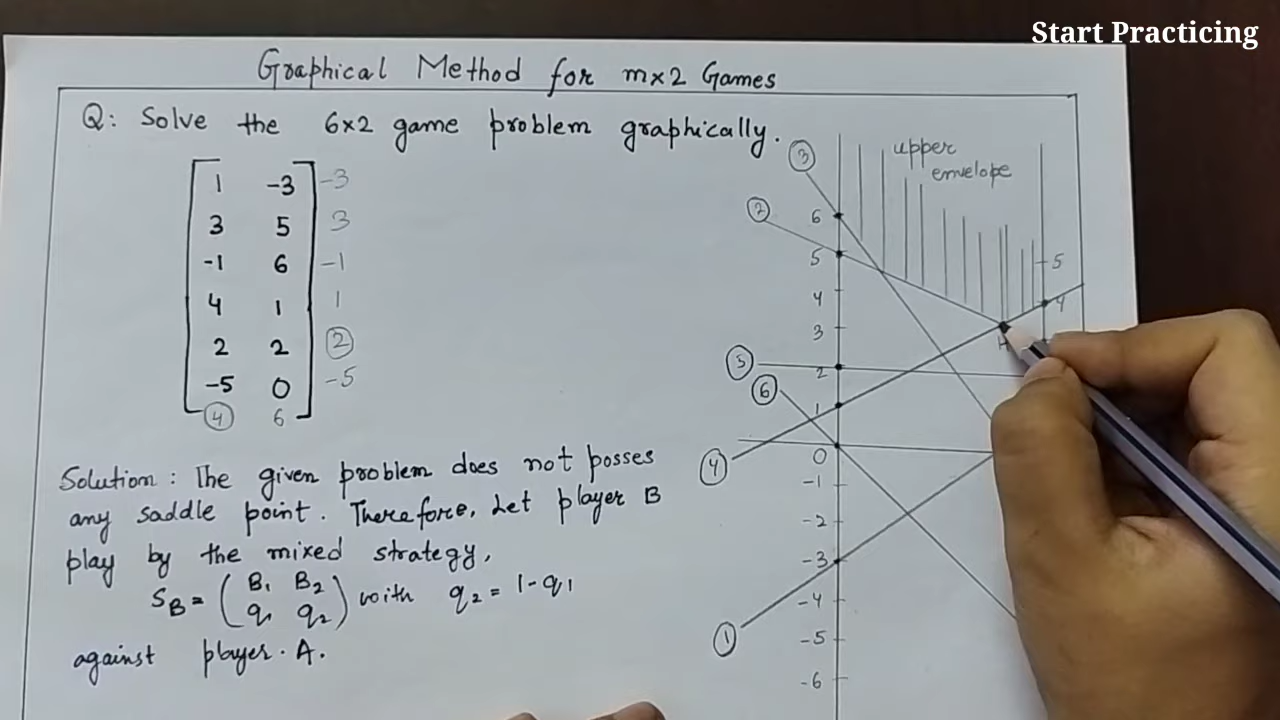 Start Practicing
Graphical Method for m×2 Games
Q: Solve the 6×2 game problem graphically.
1 -3 -3
3 5 3
-1 6 -1
4 1 1
2 2 2
-5 0 -5
4 6
Solution: The given problem does not posses
any saddle point. Therefore, Let player B
play by the mixed strategy,
S_B = ( B₁ B₂
q₁ q₂ ) with q₂ = 1 - q₁
against player. A.
upper
envelope
3
2
6
5
4
3
5
2
6
1
4
0
-1
-2
-3
-4
1
-5
-6
5
4
H